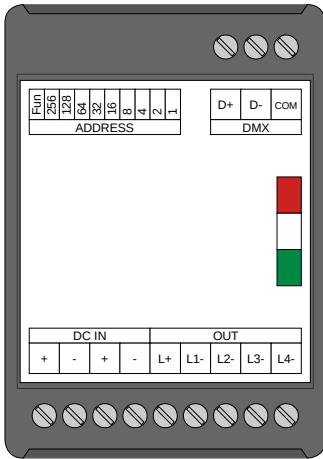 Fun 256 128 64 32 16 8 4 2 1
ADDRESS
D+ D- COM
DMX
DC IN OUT
+ - + - L+ L1- L2- L3- L4-